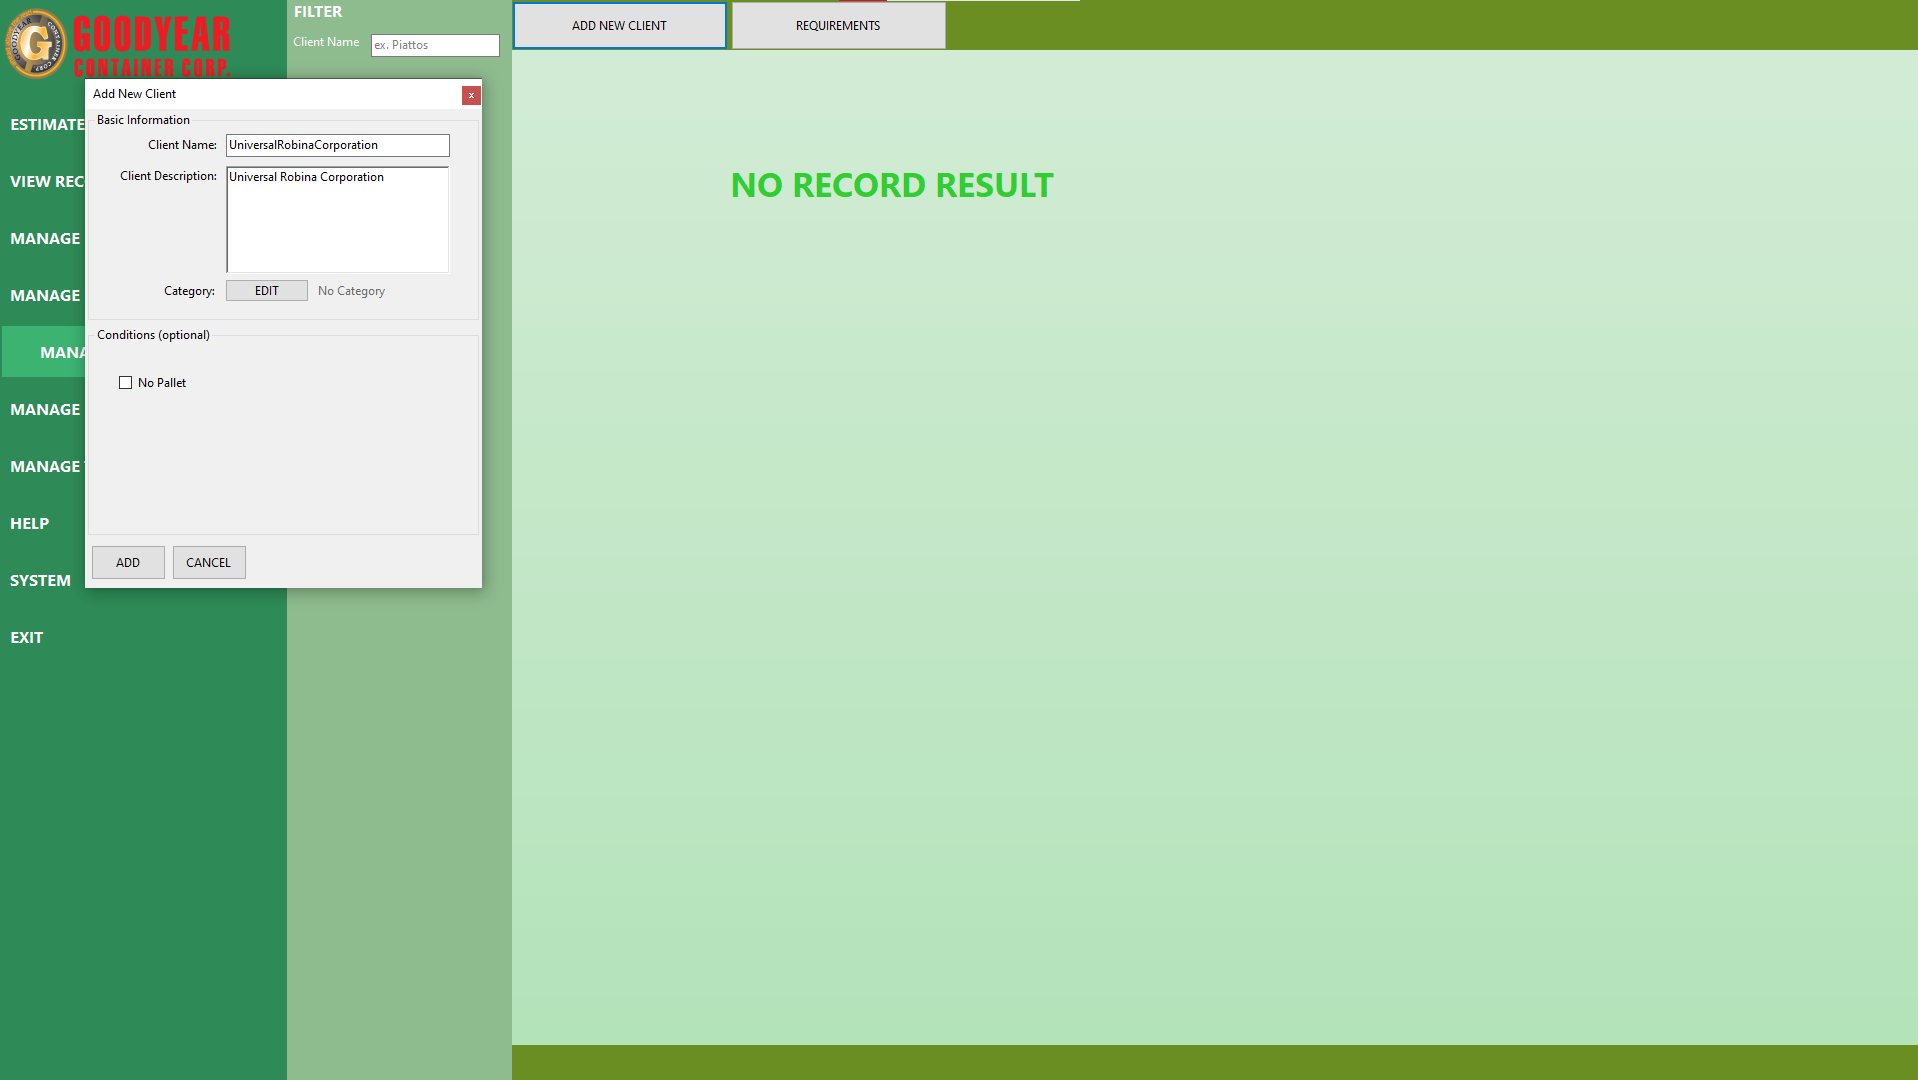 GOODYEAR
CONTAINER CORP.
FILTER
Client Name
ex. Piattos
ADD NEW CLIENT
REQUIREMENTS
NO RECORD RESULT
ESTIMATE
VIEW REC
MANAGE
MANAGE
MANA
MANAGE
MANAGE
HELP
SYSTEM
EXIT
Add New Client
x
Basic Information
Client Name:
UniversalRobinaCorporation
Client Description:
Universal Robina Corporation
Category:
EDIT
No Category
Conditions (optional)
No Pallet
ADD
CANCEL